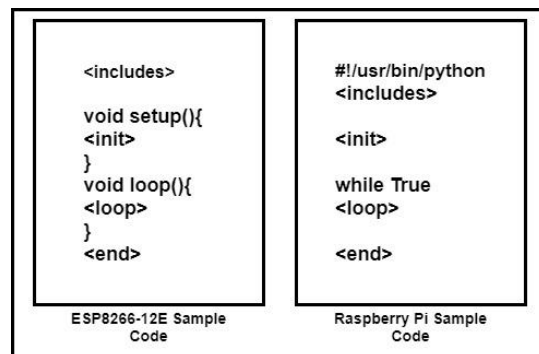 <includes>
void setup(){
<init>
}
void loop(){
<loop>
}
<end>
ESP8266-12E Sample
Code
#!/usr/bin/python
<includes>
<init>
while True
<loop>
<end>
Raspberry Pi Sample
Code